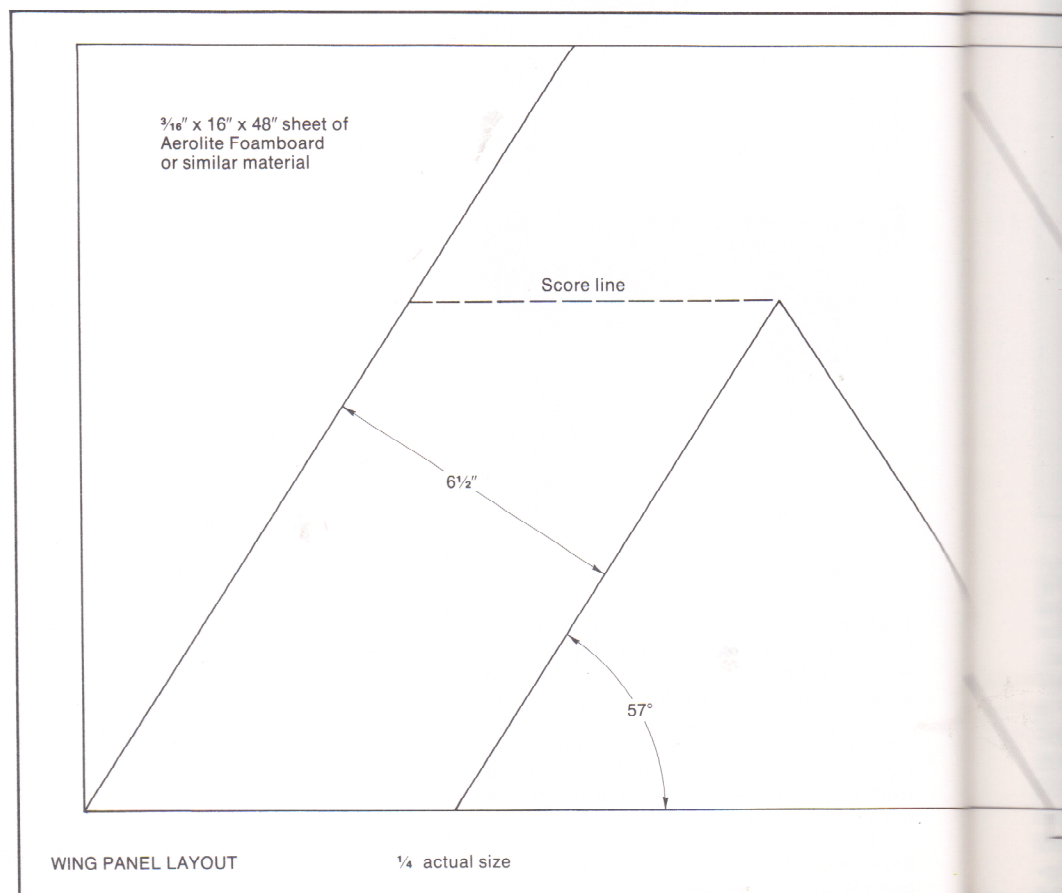 3/16" x 16" x 48" sheet of
Aerolite Foamboard
or similar material
Score line
6½"
57°
WING PANEL LAYOUT
¼ actual size